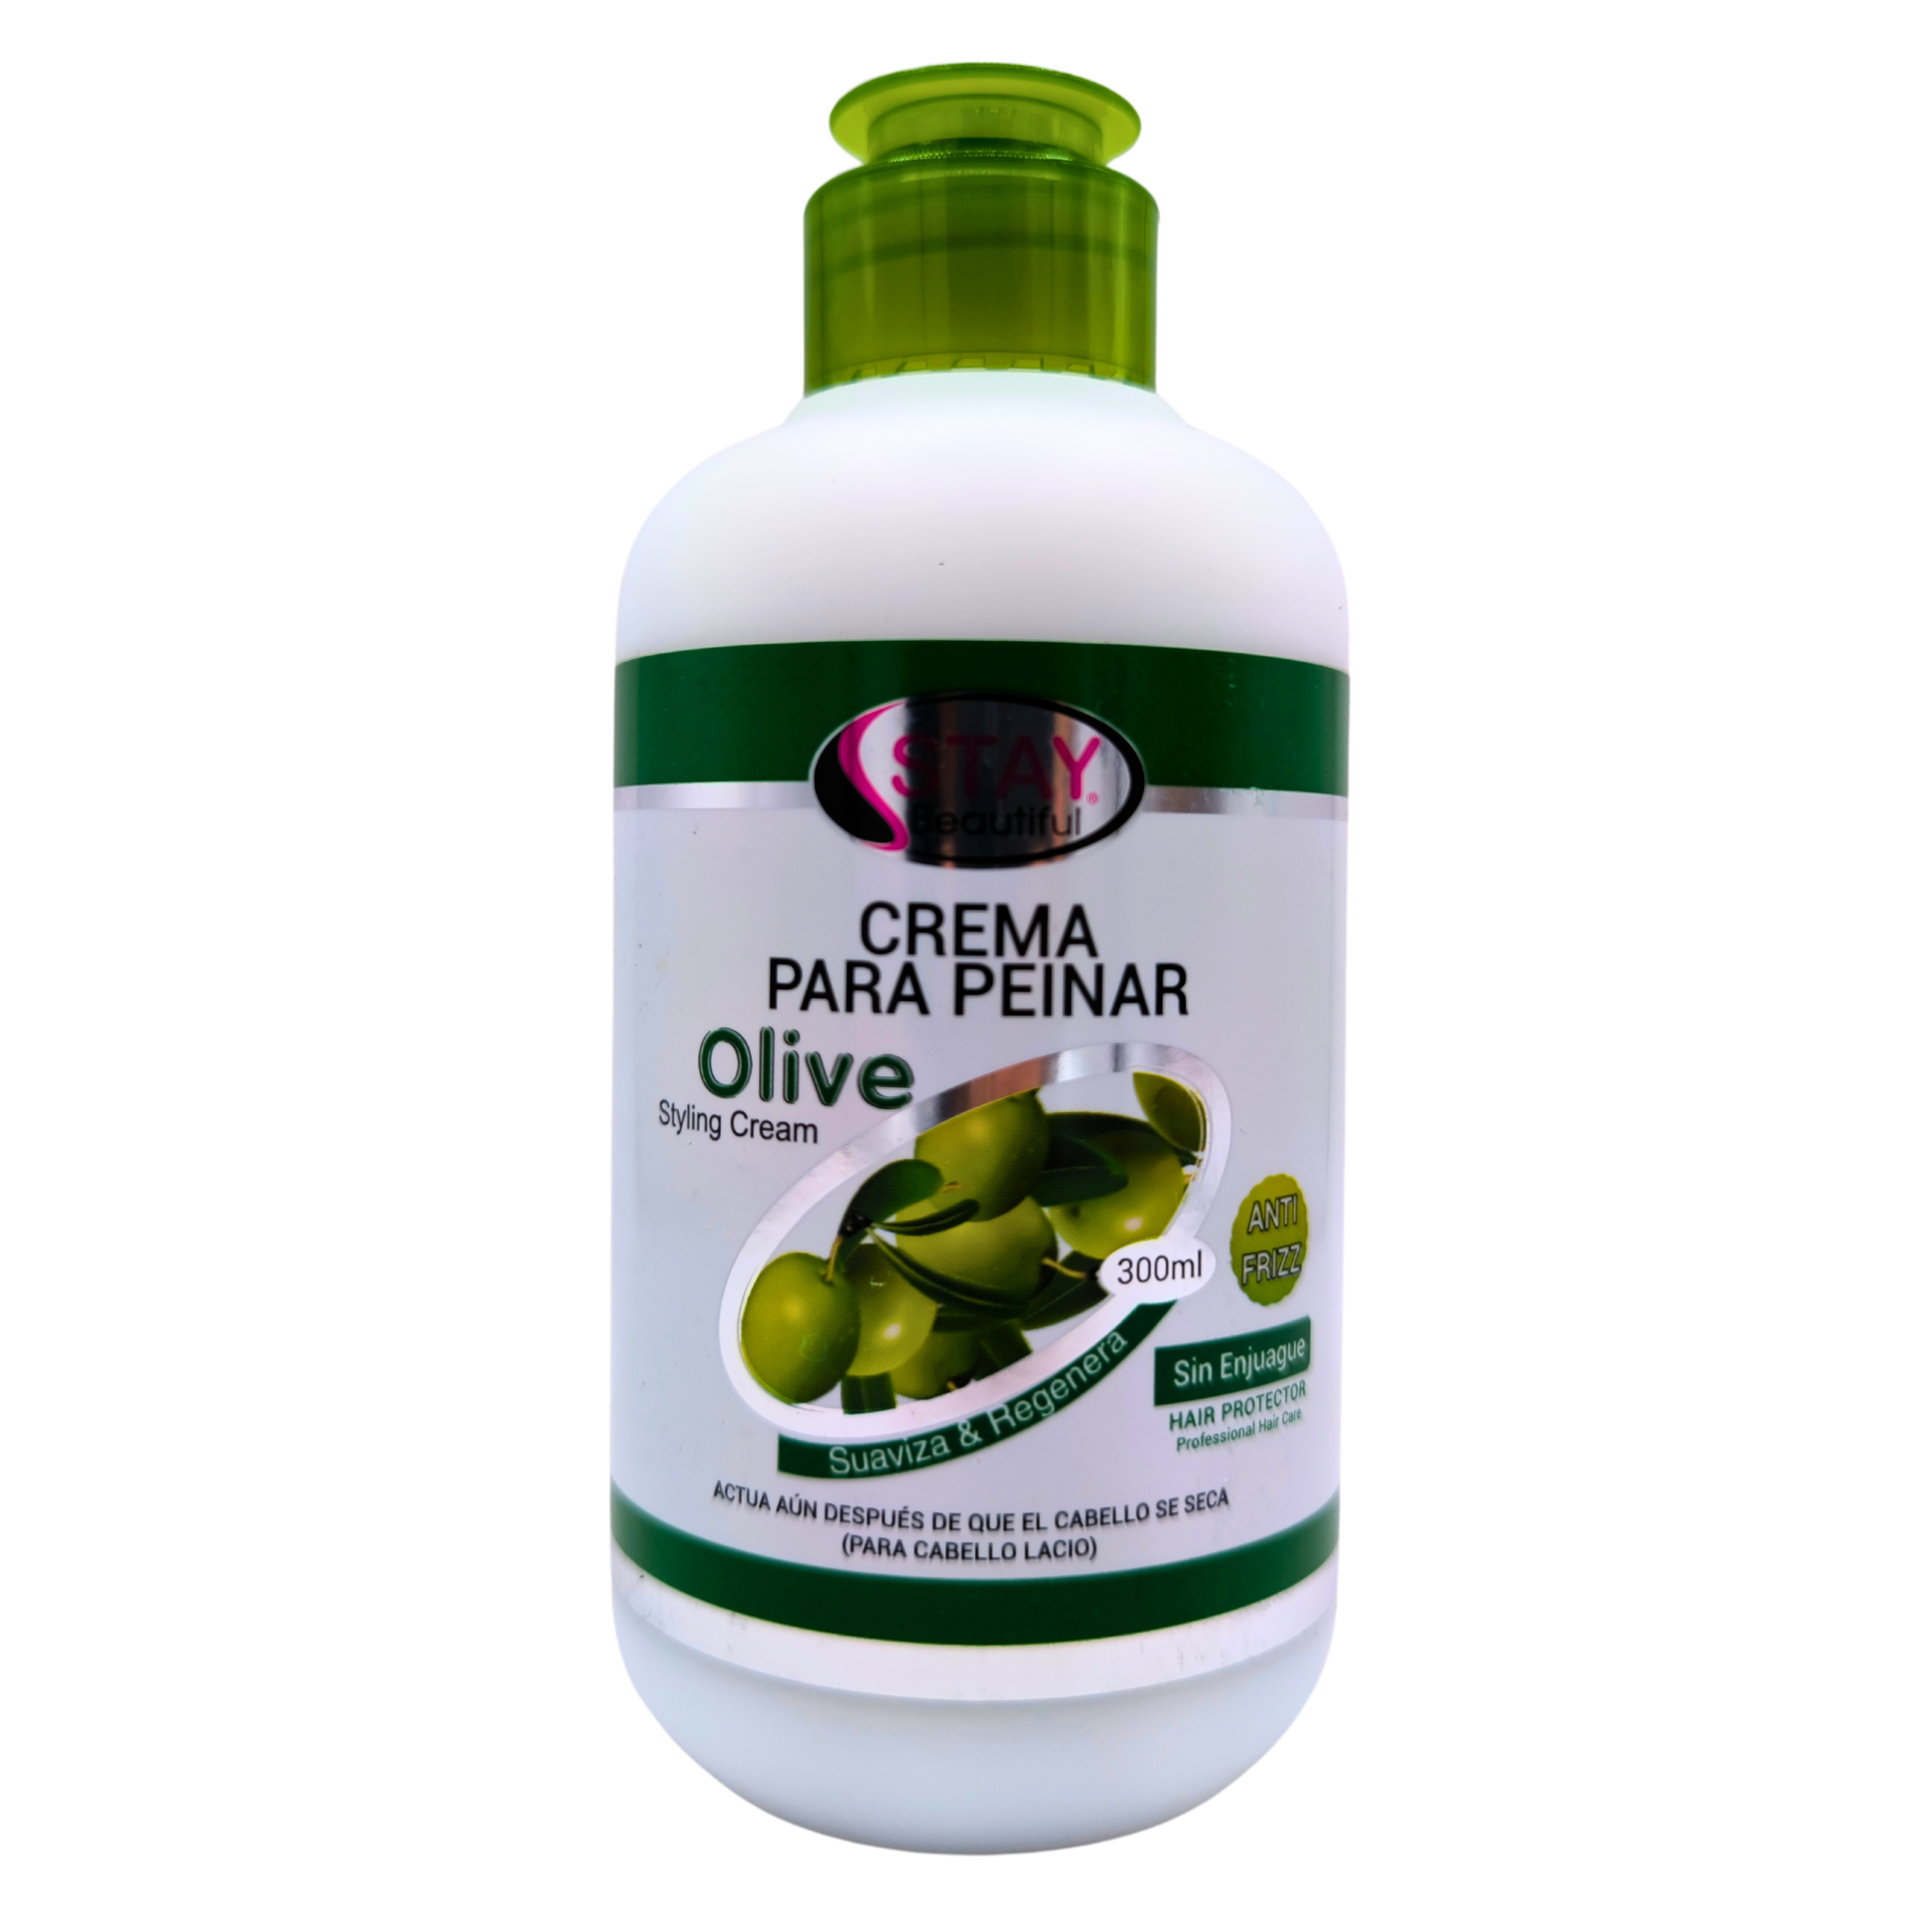 STAY®
Beautiful
CREMA
PARA PEINAR
Olive
Styling Cream
300ml
ANTI
FRIZZ
Suaviza & Regenera
Sin Enjuague
HAIR PROTECTOR
Professional Hair Care
ACTUA AÚN DESPUÉS DE QUE EL CABELLO SE SECA
(PARA CABELLO LACIO)